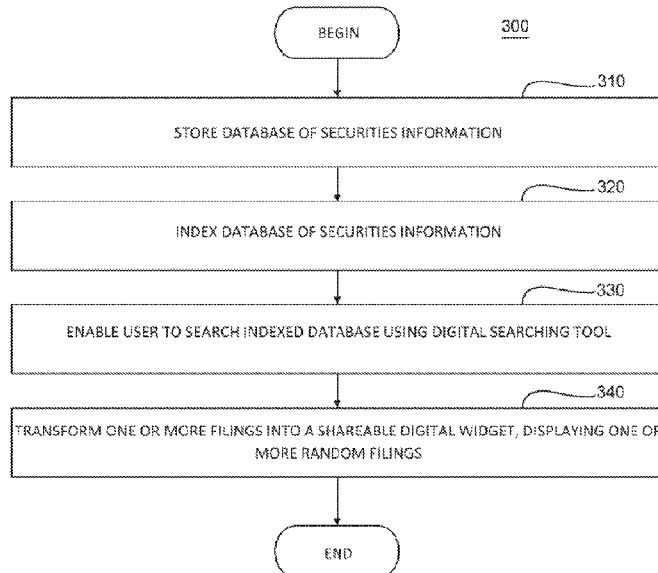 BEGIN
300
310
STORE DATABASE OF SECURITIES INFORMATION
320
INDEX DATABASE OF SECURITIES INFORMATION
330
ENABLE USER TO SEARCH INDEXED DATABASE USING DIGITAL SEARCHING TOOL
340
TRANSFORM ONE OR MORE FILINGS INTO A SHAREABLE DIGITAL WIDGET, DISPLAYING ONE OR
MORE RANDOM FILINGS
END